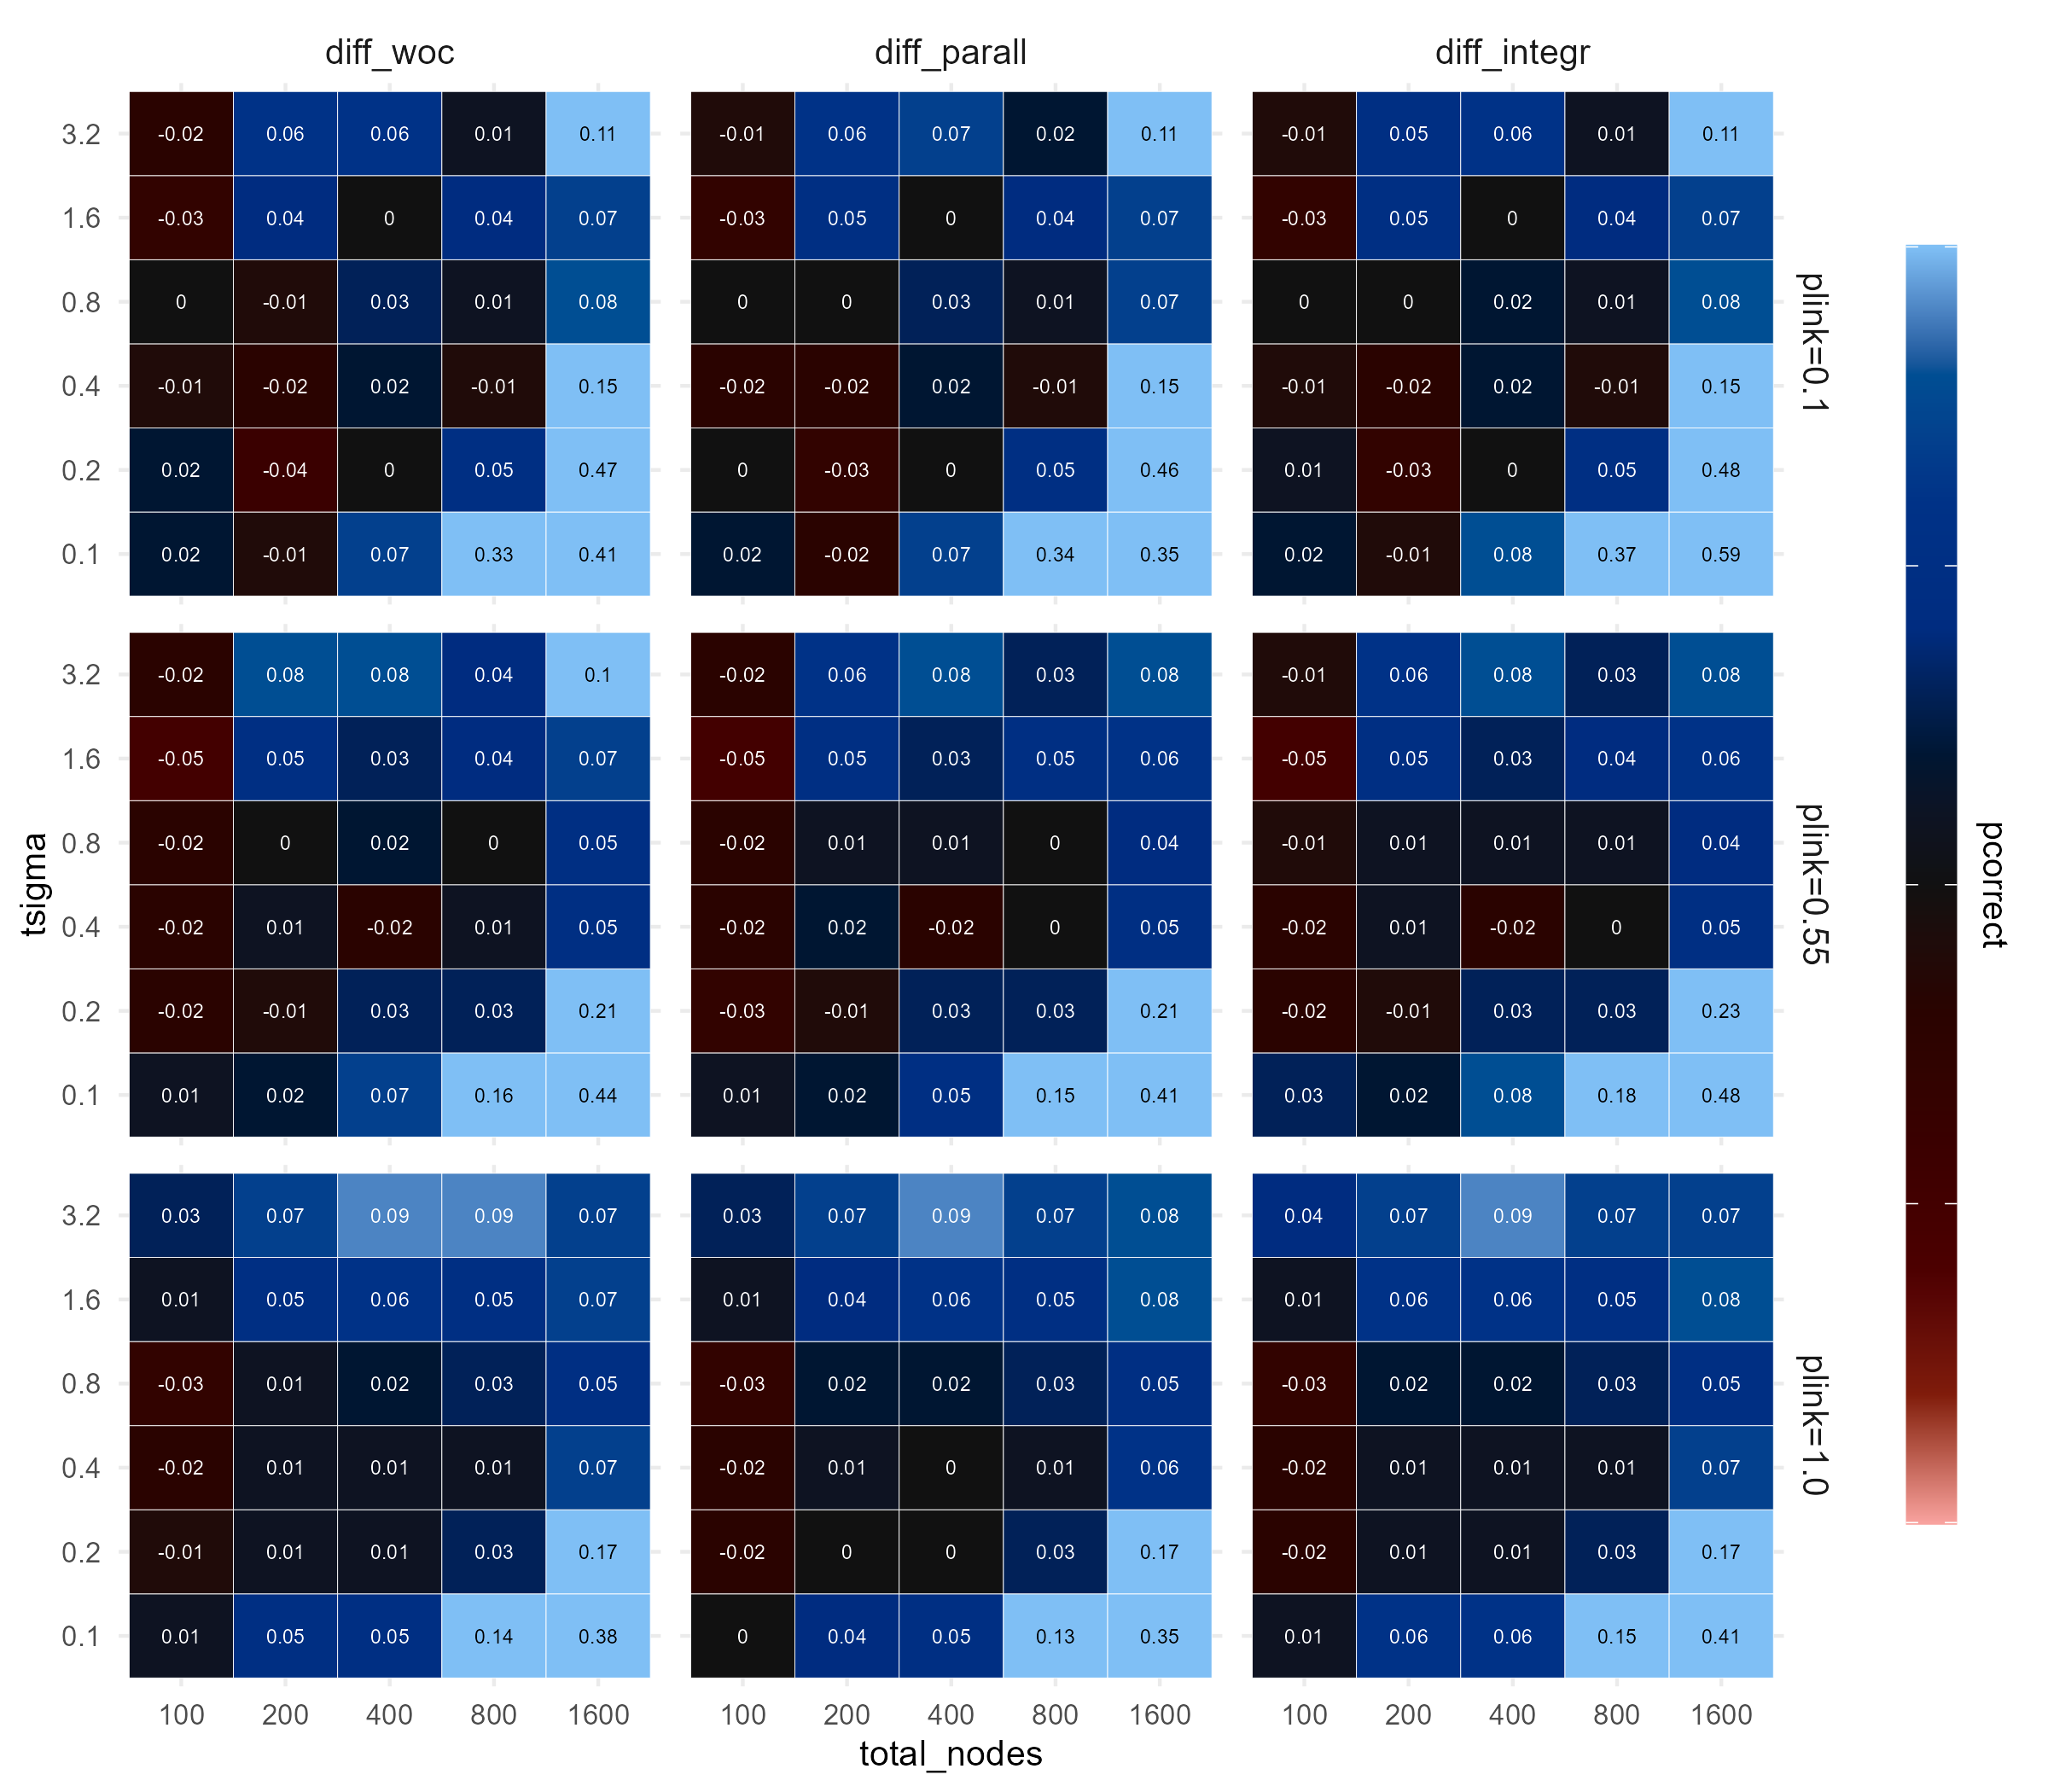 diff_woc diff_parall diff_integr
3.2 -0.02 0.06 0.06 0.01 0.11 -0.01 0.06 0.07 0.02 0.11 -0.01 0.05 0.06 0.01 0.11
1.6 -0.03 0.04 0 0.04 0.07 -0.03 0.05 0 0.04 0.07 -0.03 0.05 0 0.04 0.07
0.8 0 -0.01 0.03 0.01 0.08 0 0 0.03 0.01 0.07 0 0 0.02 0.01 0.08
0.4 -0.01 -0.02 0.02 -0.01 0.15 -0.02 -0.02 0.02 -0.01 0.15 -0.01 -0.02 0.02 -0.01 0.15
0.2 0.02 -0.04 0 0.05 0.47 0 -0.03 0 0.05 0.46 0.01 -0.03 0 0.05 0.48
0.1 0.02 -0.01 0.07 0.33 0.41 0.02 -0.02 0.07 0.34 0.35 0.02 -0.01 0.08 0.37 0.59
plink=0.1
3.2 -0.02 0.08 0.08 0.04 0.1 -0.02 0.06 0.08 0.03 0.08 -0.01 0.06 0.08 0.03 0.08
1.6 -0.05 0.05 0.03 0.04 0.07 -0.05 0.05 0.03 0.05 0.06 -0.05 0.05 0.03 0.04 0.06
0.8 -0.02 0 0.02 0 0.05 -0.02 0.01 0.01 0 0.04 -0.01 0.01 0.01 0.01 0.04
0.4 -0.02 0.01 -0.02 0.01 0.05 -0.02 0.02 -0.02 0 0.05 -0.02 0.01 -0.02 0 0.05
0.2 -0.02 -0.01 0.03 0.03 0.21 -0.03 -0.01 0.03 0.03 0.21 -0.02 -0.01 0.03 0.03 0.23
0.1 0.01 0.02 0.07 0.16 0.44 0.01 0.02 0.05 0.15 0.41 0.03 0.02 0.08 0.18 0.48
plink=0.55
3.2 0.03 0.07 0.09 0.09 0.07 0.03 0.07 0.09 0.07 0.08 0.04 0.07 0.09 0.07 0.07
1.6 0.01 0.05 0.06 0.05 0.07 0.01 0.04 0.06 0.05 0.08 0.01 0.06 0.06 0.05 0.08
0.8 -0.03 0.01 0.02 0.03 0.05 -0.03 0.02 0.02 0.03 0.05 -0.03 0.02 0.02 0.03 0.05
0.4 -0.02 0.01 0.01 0.01 0.07 -0.02 0.01 0 0.01 0.06 -0.02 0.01 0.01 0.01 0.07
0.2 -0.01 0.01 0.01 0.03 0.17 -0.02 0 0 0.03 0.17 -0.02 0.01 0.01 0.03 0.17
0.1 0.01 0.05 0.05 0.14 0.38 0 0.04 0.05 0.13 0.35 0.01 0.06 0.06 0.15 0.41
plink=1.0
100 200 400 800 1600 100 200 400 800 1600 100 200 400 800 1600
total_nodes
tsigma
pcorrect